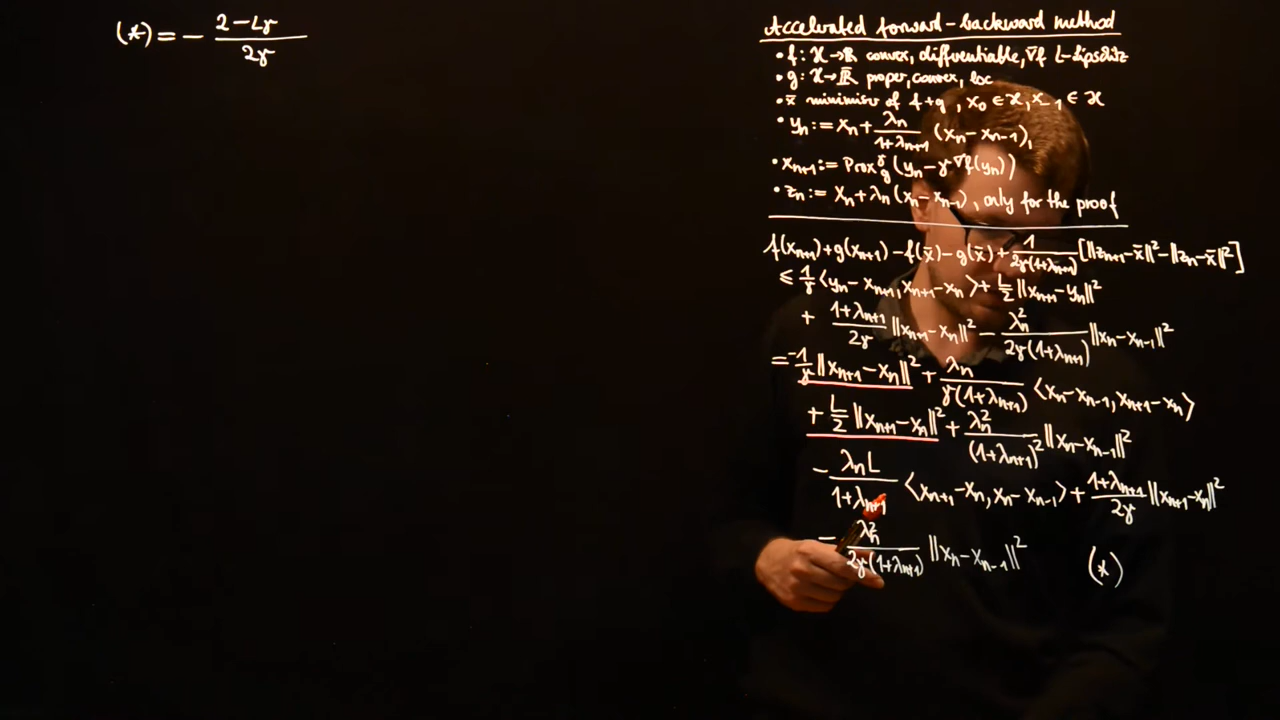 (*) = - (2-Lγ)/(2γ)
Accelerated forward-backward method
• f: X→ℝ convex, differentiable, ∇f L-Lipschitz
• g: X→ℝ̅ proper, convex, lsc
• x̄ minimiser of f+g, x₀ ∈ X, x₋₁ ∈ X
• yₙ := xₙ + λₙ/(1+λₙ₊₁) (xₙ - xₙ₋₁),
• xₙ₊₁ := Prox_g^γ (yₙ - γ∇f(yₙ))
• zₙ := xₙ + λₙ(xₙ - xₙ₋₁), only for the proof
f(xₙ₊₁) + g(xₙ₊₁) - f(x̄) - g(x̄) + 1/(2γ(1+λₙ₊₁)) [‖zₙ₊₁ - x̄‖² - ‖zₙ - x̄‖²]
≤ 1/γ ⟨yₙ - xₙ₊₁, xₙ₊₁ - xₙ⟩ + L/2 ‖xₙ₊₁ - yₙ‖²
+ (1+λₙ₊₁)/(2γ) ‖xₙ₊₁ - xₙ‖² - λₙ²/(2γ(1+λₙ₊₁)) ‖xₙ - xₙ₋₁‖²
= -1/γ ‖xₙ₊₁ - xₙ‖² + λₙ/(γ(1+λₙ₊₁)) ⟨xₙ - xₙ₋₁, xₙ₊₁ - xₙ⟩
+ L/2 ‖xₙ₊₁ - xₙ‖² + λₙ²/(1+λₙ₊₁)² ‖xₙ - xₙ₋₁‖²
- λₙL/(1+λₙ₊₁) ⟨xₙ₊₁ - xₙ, xₙ - xₙ₋₁⟩ + (1+λₙ₊₁)/(2γ) ‖xₙ₊₁ - xₙ‖²
- λₙ²/(2γ(1+λₙ₊₁)) ‖xₙ - xₙ₋₁‖² (*)